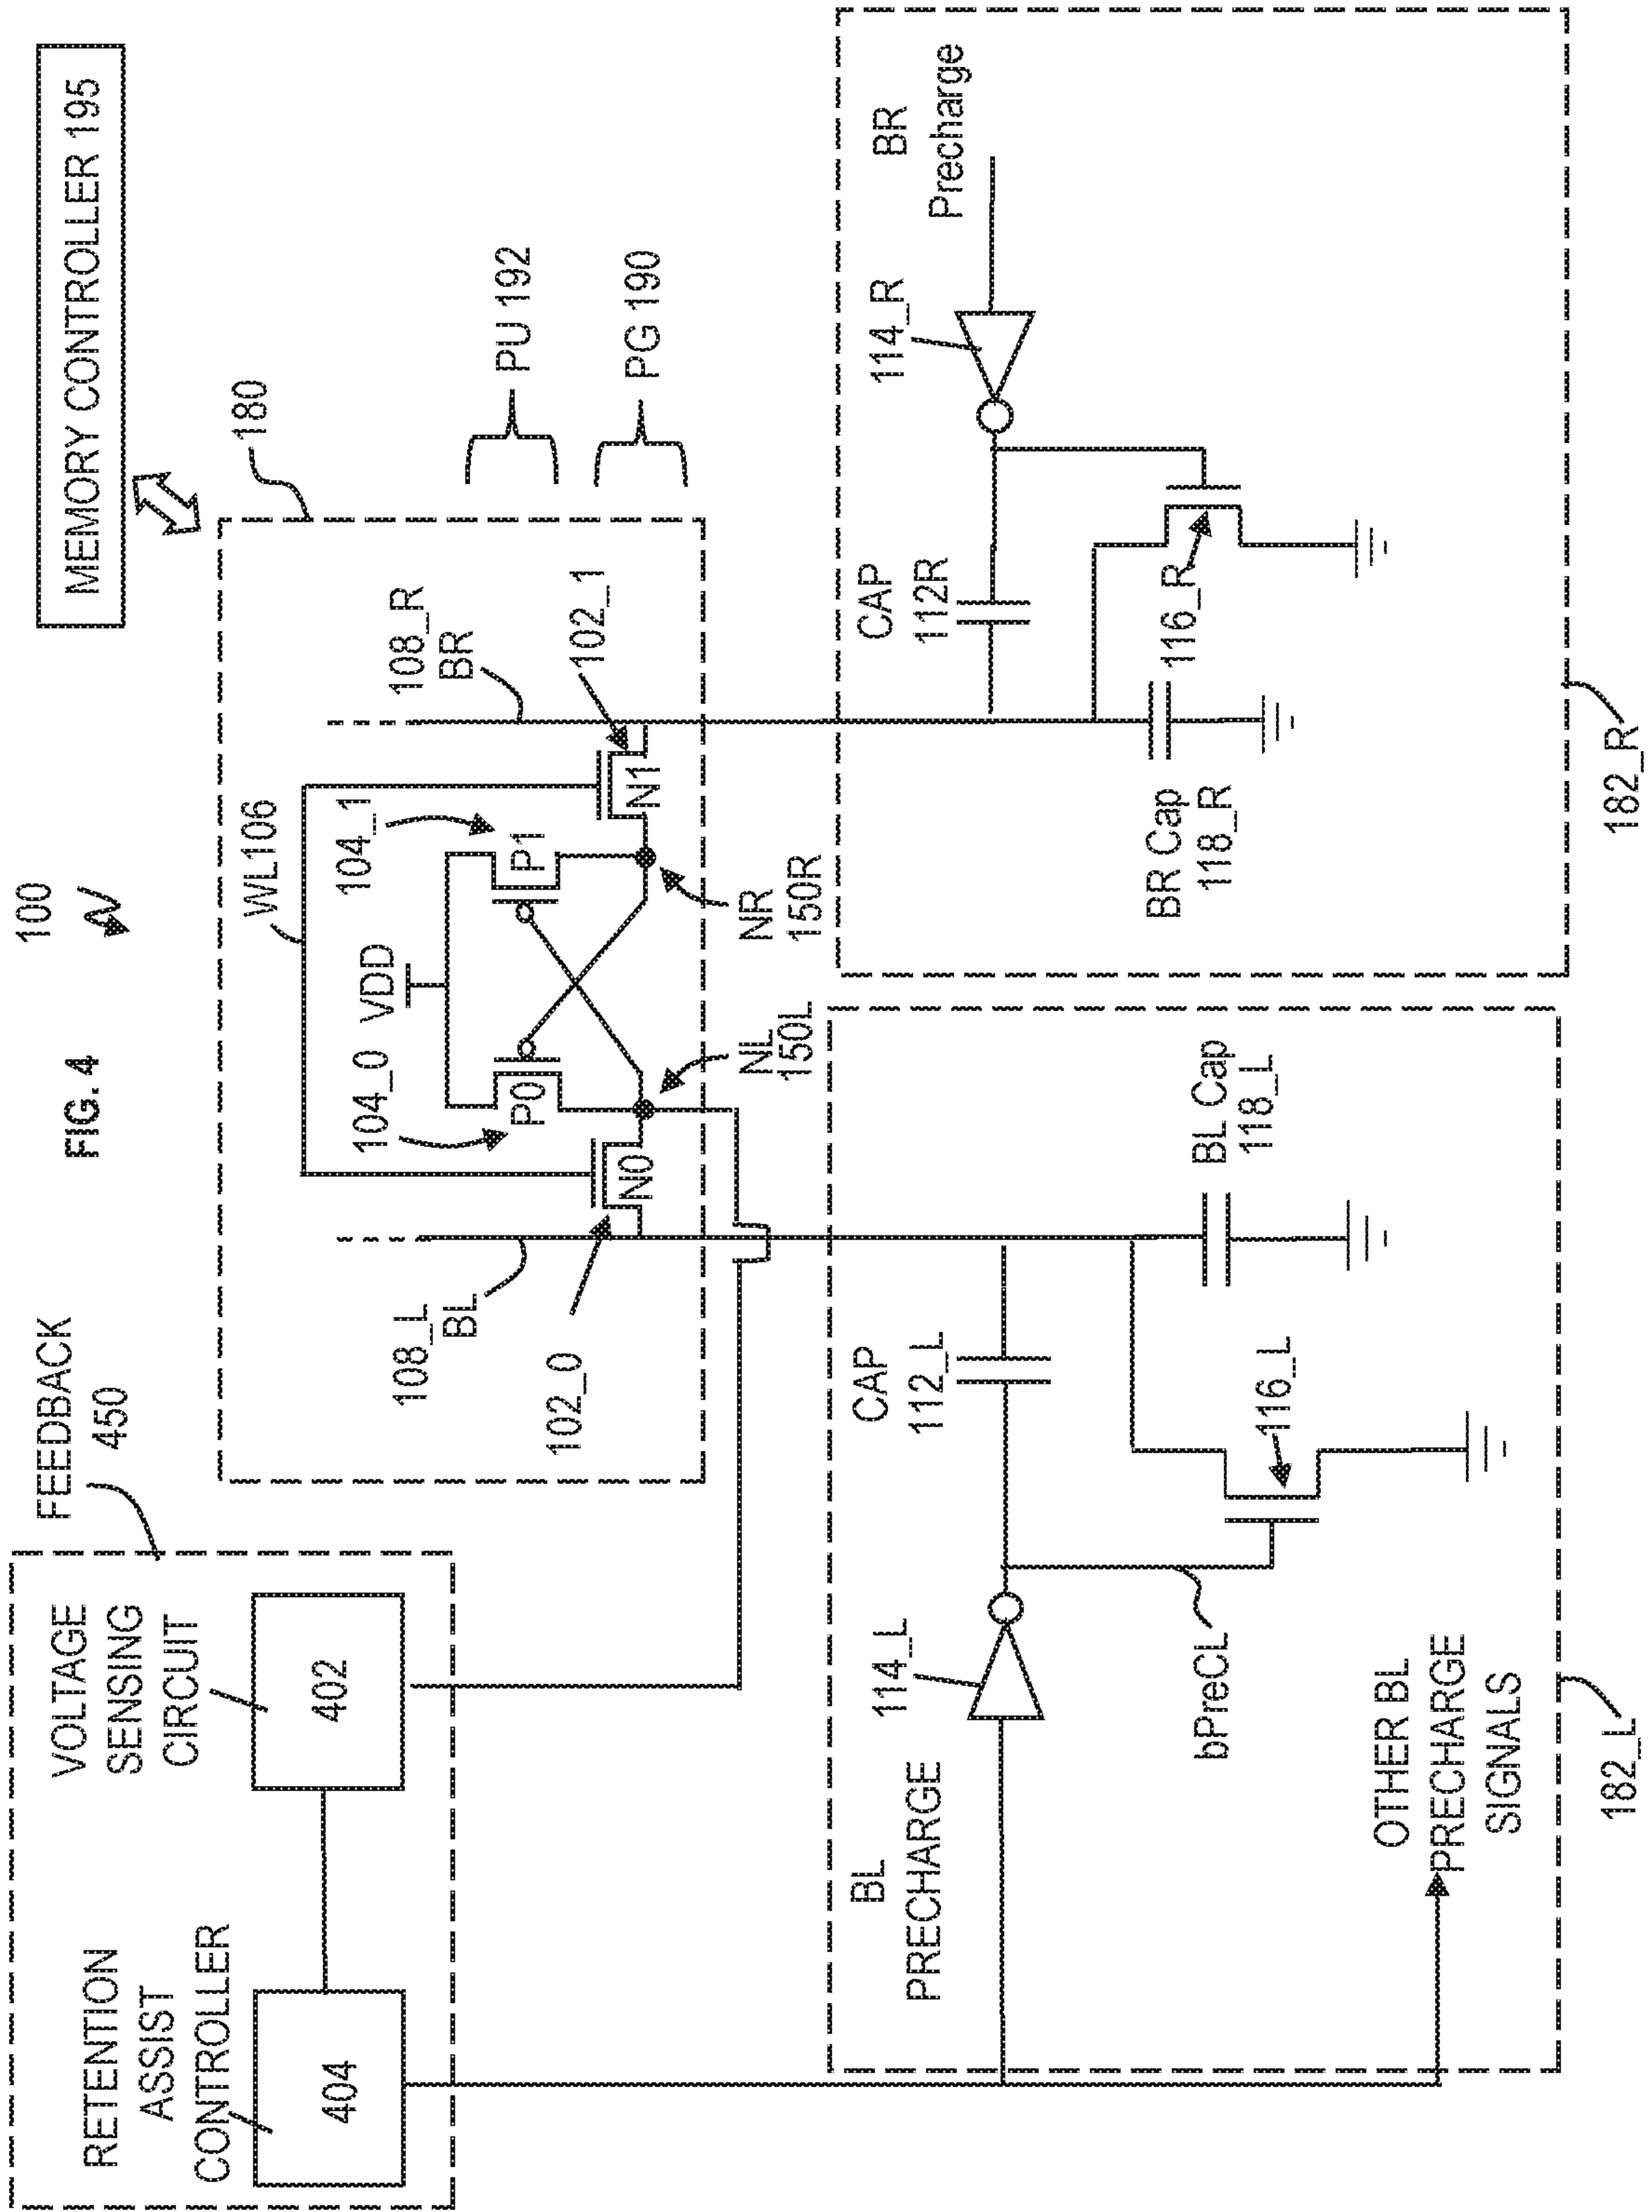 FIG. 4
100
MEMORY CONTROLLER 195
FEEDBACK
450
VOLTAGE
SENSING
CIRCUIT
402
RETENTION
ASSIST
CONTROLLER
404
180
WL106
VDD
104_0
P0
104_1
P1
108_L
BL
108_R
BR
102_0
N0
102_1
N1
PU 192
PG 190
NL
150L
NR
150R
BL
PRECHARGE
114_L
CAP
112_L
bPreCL
116_L
BL Cap
118_L
OTHER BL
PRECHARGE
SIGNALS
182_L
BR
Precharge
114_R
CAP
112R
116_R
BR Cap
118_R
182_R